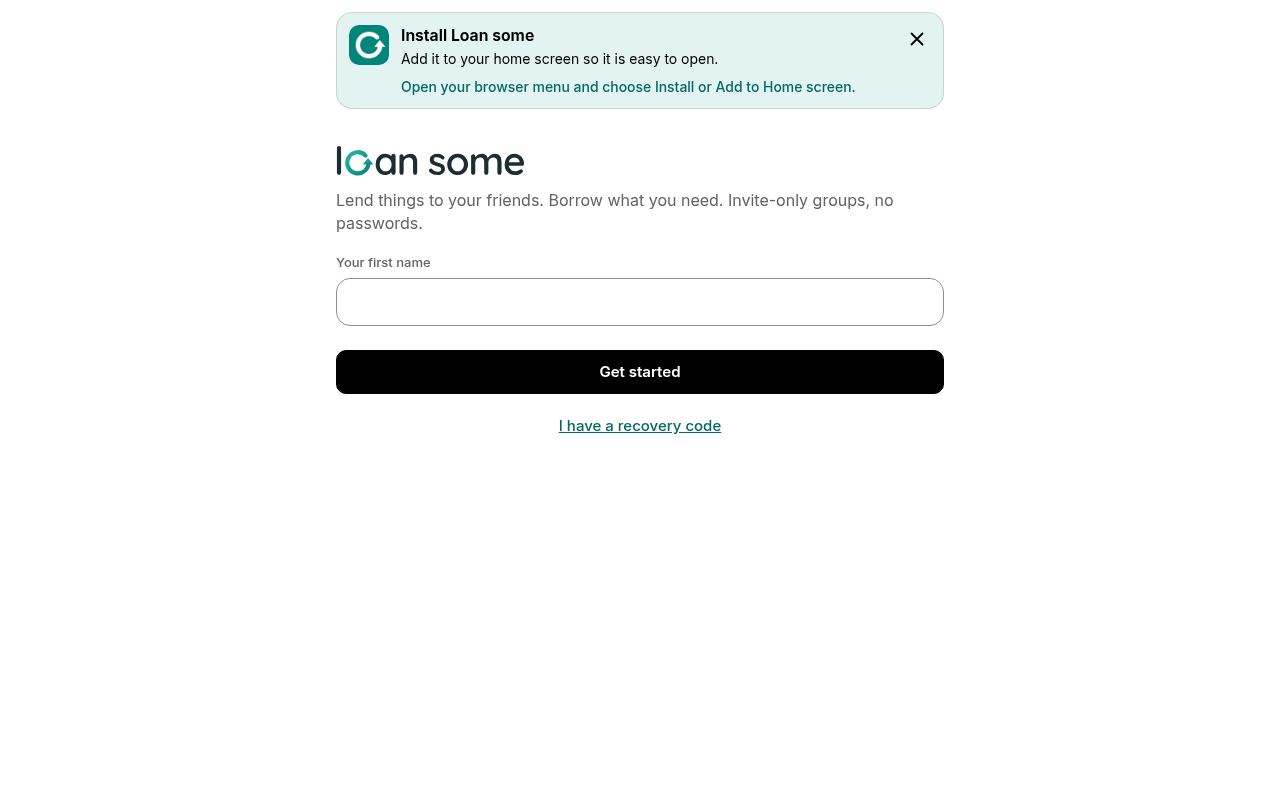 Install Loan some
Add it to your home screen so it is easy to open.
Open your browser menu and choose Install or Add to Home screen.
loan some
Lend things to your friends. Borrow what you need. Invite-only groups, no
passwords.
Your first name
Get started
I have a recovery code